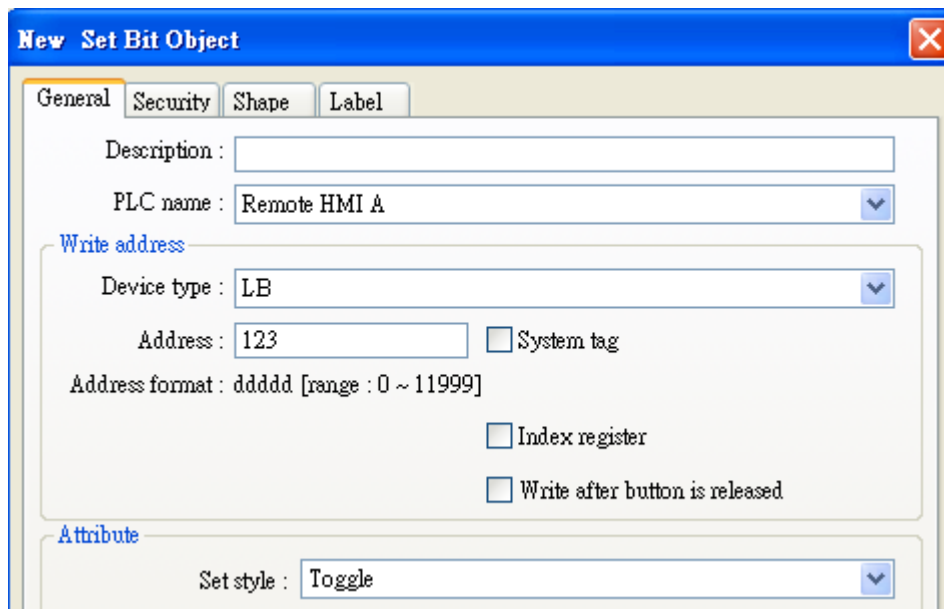 New Set Bit Object
General Security Shape Label
Description :
PLC name : Remote HMI A
Write address
Device type : LB
Address : 123 System tag
Address format : ddddd [range : 0 ~ 11999]
Index register
Write after button is released
Attribute
Set style : Toggle